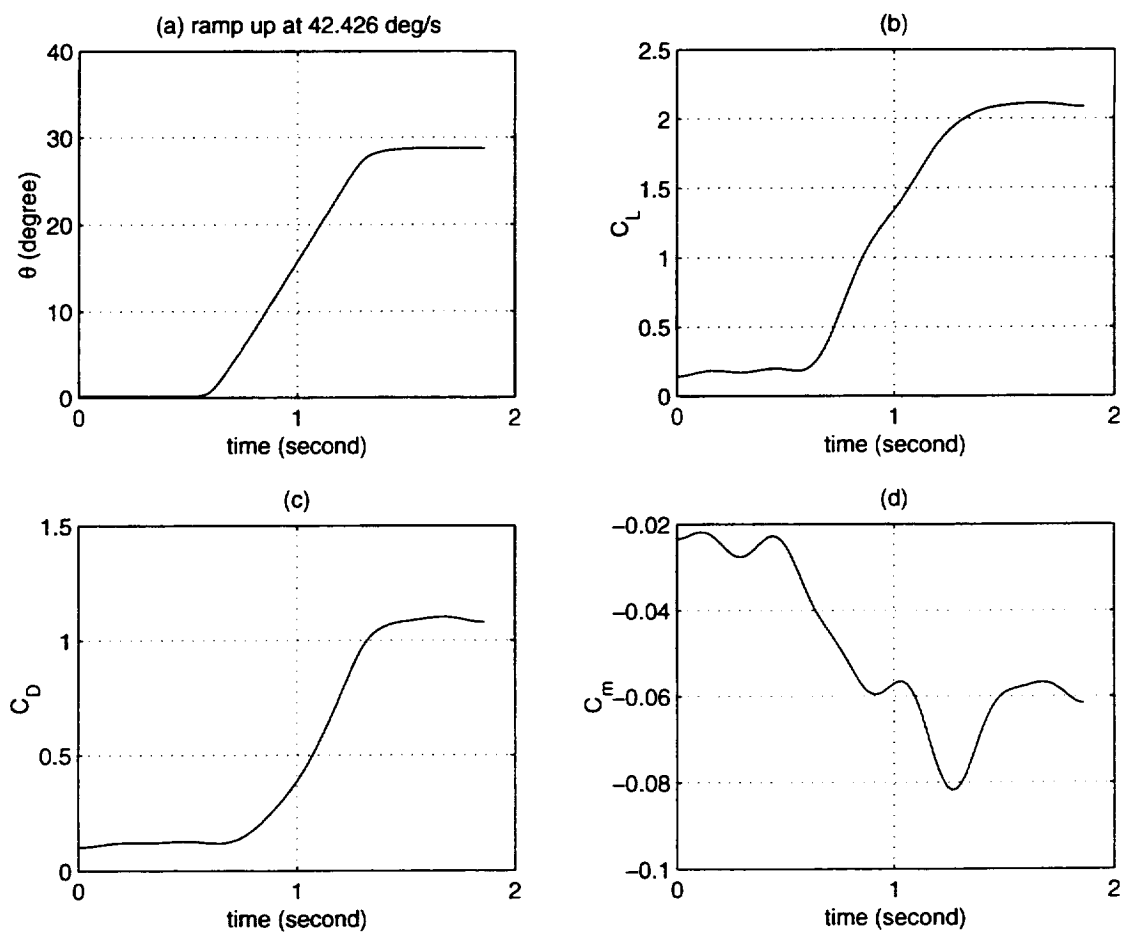 (a) ramp up at 42.426 deg/s
40
30
20
10
0
θ (degree)
0 1 2
time (second)
(b)
2.5
2
1.5
1
0.5
0
C_L
0 1 2
time (second)
(c)
1.5
1
0.5
0
C_D
0 1 2
time (second)
(d)
−0.02
−0.04
−0.06
−0.08
−0.1
C_m
0 1 2
time (second)